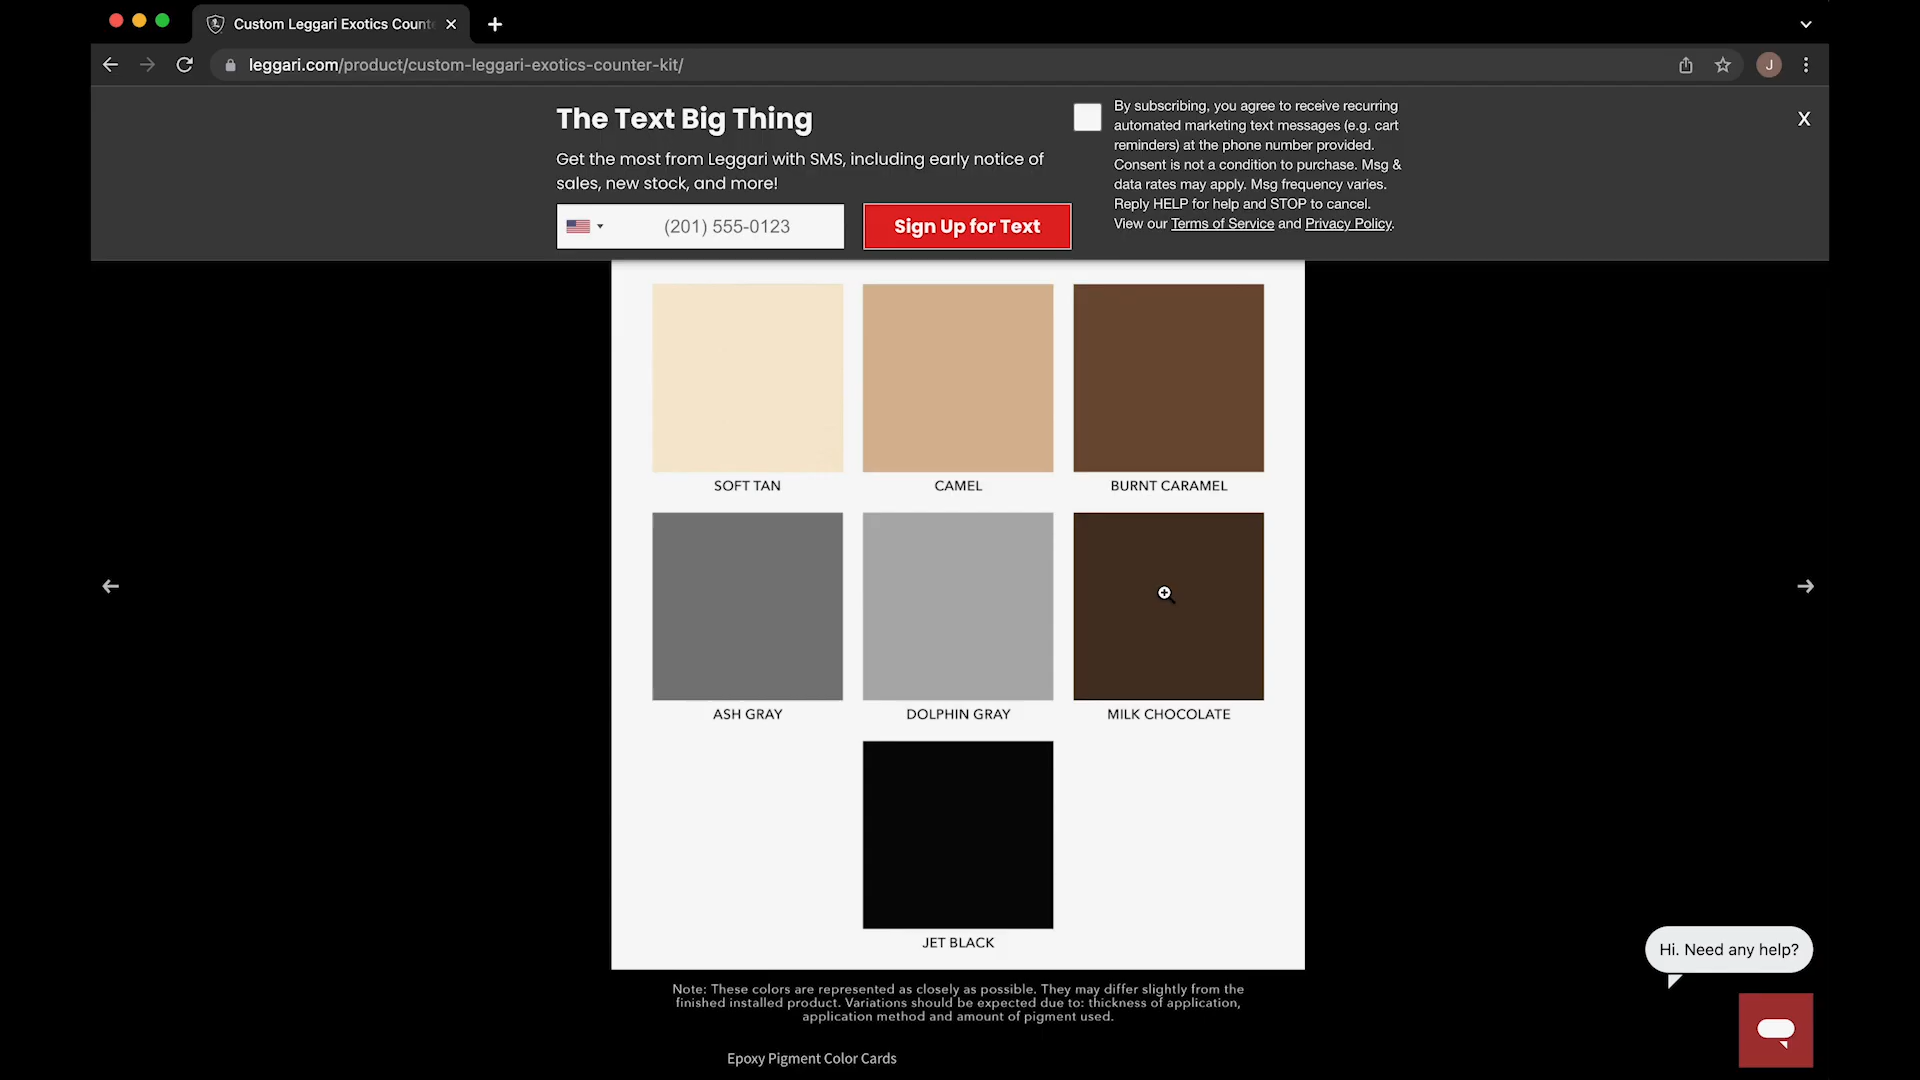 Custom Leggari Exotics Count
leggari.com/product/custom-leggari-exotics-counter-kit/
J
The Text Big Thing
Get the most from Leggari with SMS, including early notice of
sales, new stock, and more!
(201) 555-0123
Sign Up for Text
By subscribing, you agree to receive recurring
automated marketing text messages (e.g. cart
reminders) at the phone number provided.
Consent is not a condition to purchase. Msg &
data rates may apply. Msg frequency varies.
Reply HELP for help and STOP to cancel.
View our Terms of Service and Privacy Policy.
X
SOFT TAN
CAMEL
BURNT CARAMEL
ASH GRAY
DOLPHIN GRAY
MILK CHOCOLATE
JET BLACK
Note: These colors are represented as closely as possible. They may differ slightly from the
finished installed product. Variations should be expected due to: thickness of application,
application method and amount of pigment used.
Epoxy Pigment Color Cards
Hi. Need any help?